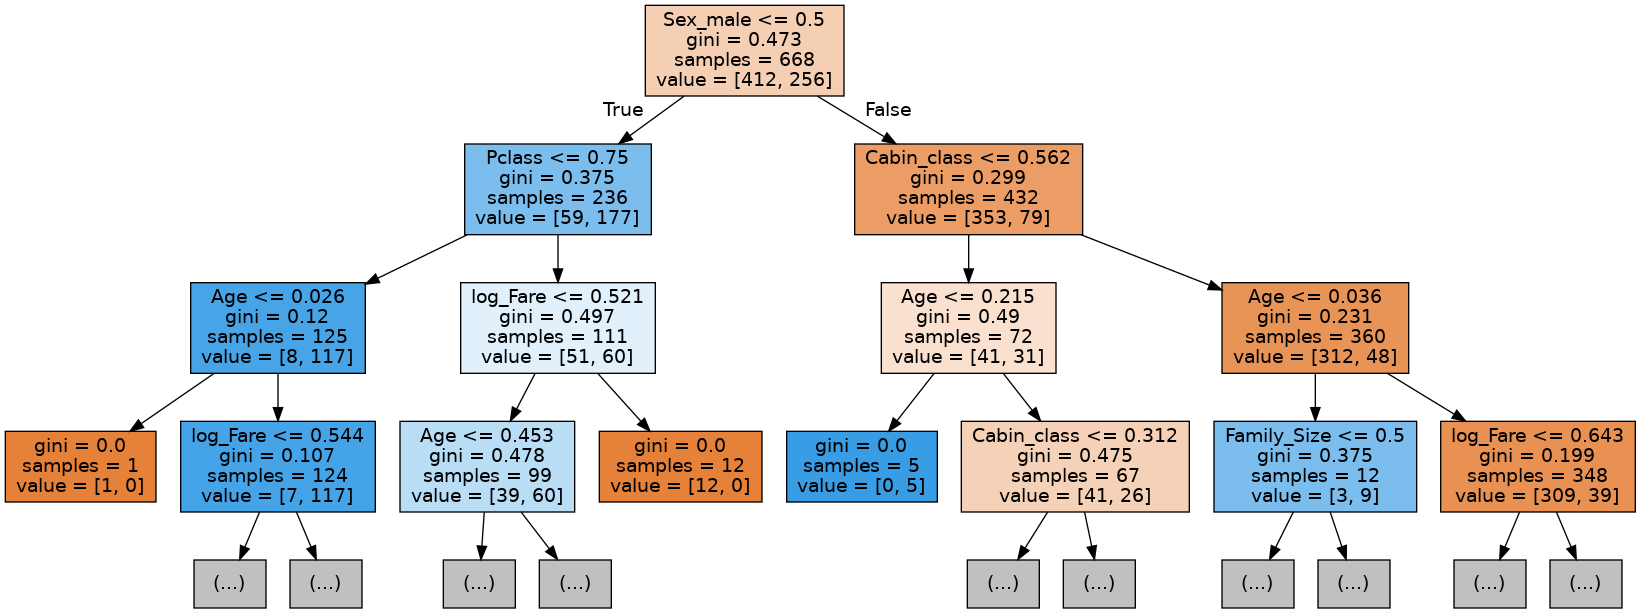 Sex_male <= 0.5
gini = 0.473
samples = 668
value = [412, 256]
True
False
Pclass <= 0.75
gini = 0.375
samples = 236
value = [59, 177]
Cabin_class <= 0.562
gini = 0.299
samples = 432
value = [353, 79]
Age <= 0.026
gini = 0.12
samples = 125
value = [8, 117]
log_Fare <= 0.521
gini = 0.497
samples = 111
value = [51, 60]
Age <= 0.215
gini = 0.49
samples = 72
value = [41, 31]
Age <= 0.036
gini = 0.231
samples = 360
value = [312, 48]
gini = 0.0
samples = 1
value = [1, 0]
log_Fare <= 0.544
gini = 0.107
samples = 124
value = [7, 117]
Age <= 0.453
gini = 0.478
samples = 99
value = [39, 60]
gini = 0.0
samples = 12
value = [12, 0]
gini = 0.0
samples = 5
value = [0, 5]
Cabin_class <= 0.312
gini = 0.475
samples = 67
value = [41, 26]
Family_Size <= 0.5
gini = 0.375
samples = 12
value = [3, 9]
log_Fare <= 0.643
gini = 0.199
samples = 348
value = [309, 39]
(...)
(...)
(...)
(...)
(...)
(...)
(...)
(...)
(...)
(...)